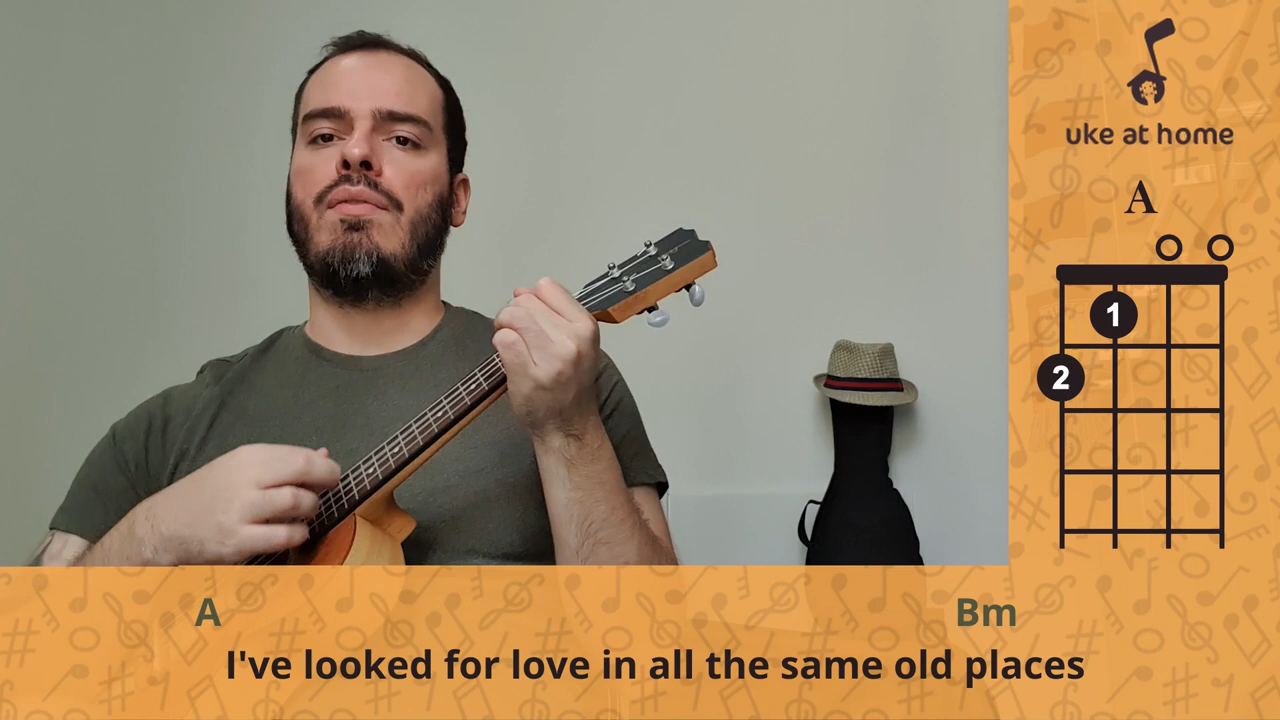 uke at home
A
1
2
A Bm
I've looked for love in all the same old places